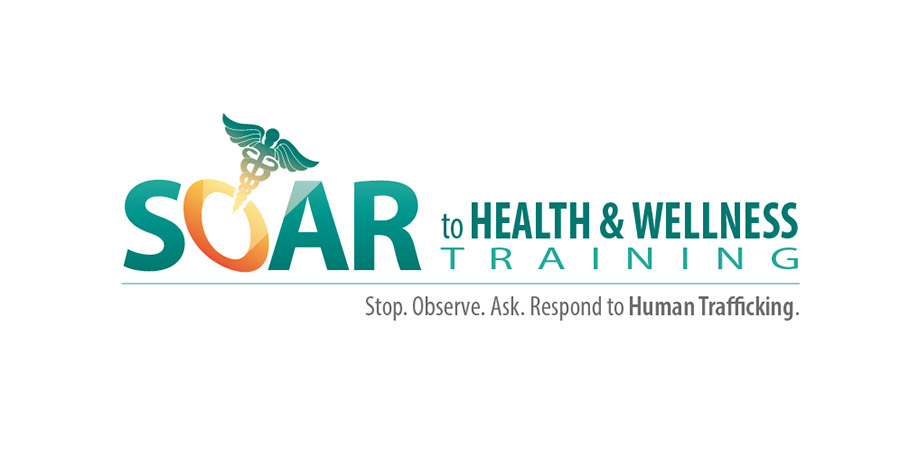 SOAR to HEALTH & WELLNESS
TRAINING
Stop. Observe. Ask. Respond to Human Trafficking.